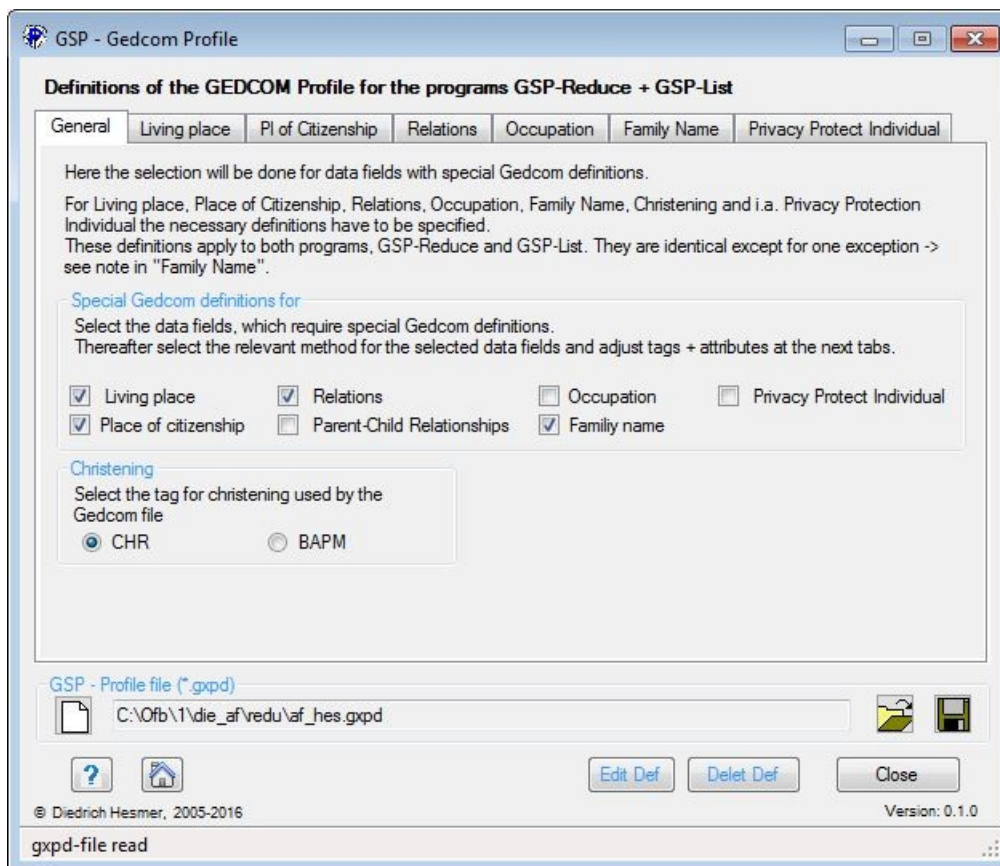 GSP - Gedcom Profile
Definitions of the GEDCOM Profile for the programs GSP-Reduce + GSP-List
General Living place Pl of Citizenship Relations Occupation Family Name Privacy Protect Individual
Here the selection will be done for data fields with special Gedcom definitions.
For Living place, Place of Citizenship, Relations, Occupation, Family Name, Christening and i.a. Privacy Protection
Individual the necessary definitions have to be specified.
These definitions apply to both programs, GSP-Reduce and GSP-List. They are identical except for one exception ->
see note in "Family Name".
Special Gedcom definitions for
Select the data fields, which require special Gedcom definitions.
Thereafter select the relevant method for the selected data fields and adjust tags + attributes at the next tabs.
Living place Relations Occupation Privacy Protect Individual
Place of citizenship Parent-Child Relationships Familiy name
Christening
Select the tag for christening used by the
Gedcom file
CHR BAPM
GSP - Profile file (*.gxpd)
C:\Ofb\1\die_af\redu\af_hes.gxpd
? Edit Def Delet Def Close
© Diedrich Hesmer, 2005-2016 Version: 0.1.0
gxpd-file read